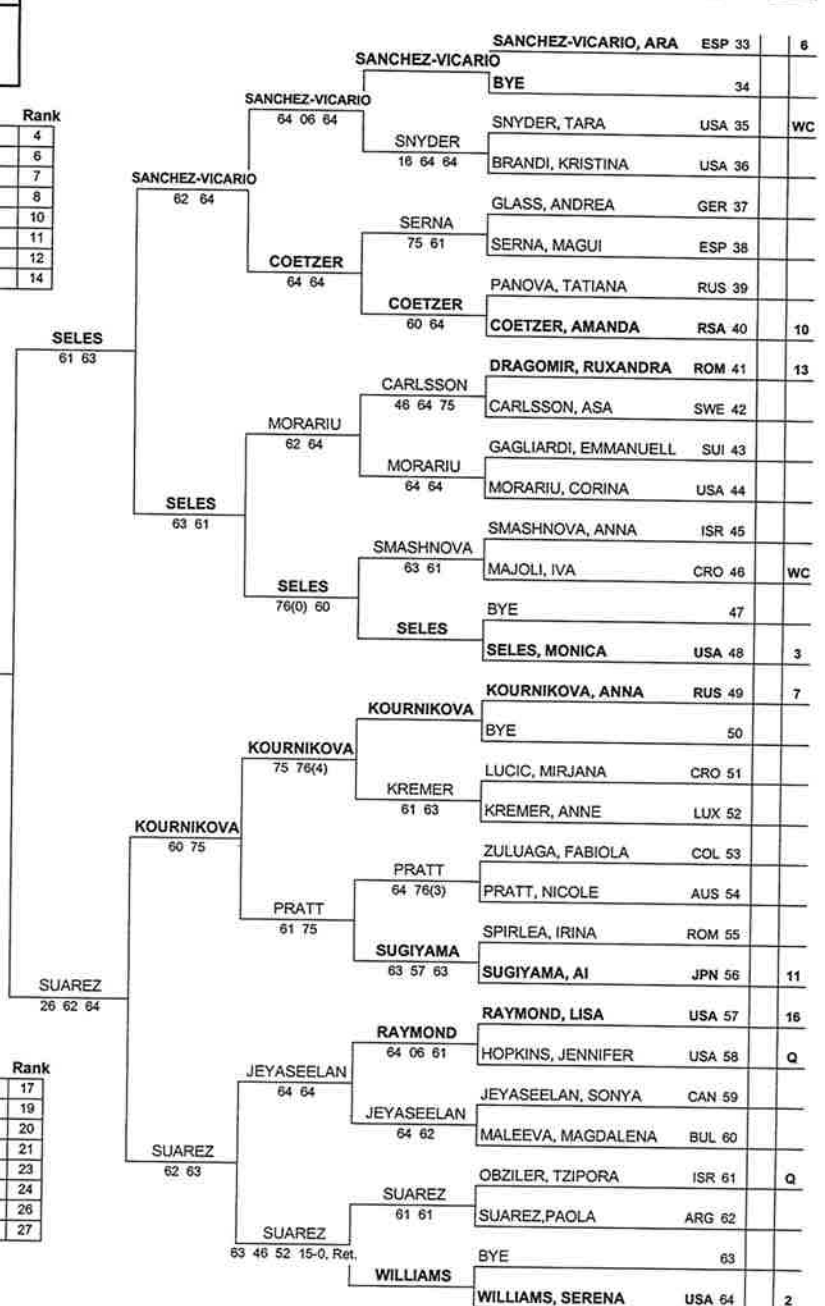 SANCHEZ-VICARIO, ARA ESP 33 6
SANCHEZ-VICARIO
BYE 34
SANCHEZ-VICARIO
64 06 64
SNYDER, TARA USA 35 WC
SNYDER
16 64 64
BRANDI, KRISTINA USA 36
Rank
4
6
7
8
10
11
12
14
SANCHEZ-VICARIO
62 64
GLASS, ANDREA GER 37
SERNA
75 61
SERNA, MAGUI ESP 38
COETZER
64 64
PANOVA, TATIANA RUS 39
COETZER
60 64
COETZER, AMANDA RSA 40 10
SELES
61 63
DRAGOMIR, RUXANDRA ROM 41 13
CARLSSON
46 64 75
CARLSSON, ASA SWE 42
MORARIU
62 64
GAGLIARDI, EMMANUELL SUI 43
MORARIU
64 64
MORARIU, CORINA USA 44
SELES
63 61
SMASHNOVA, ANNA ISR 45
SMASHNOVA
63 61
MAJOLI, IVA CRO 46 WC
SELES
76(0) 60
BYE 47
SELES
SELES, MONICA USA 48 3
KOURNIKOVA, ANNA RUS 49 7
KOURNIKOVA
BYE 50
KOURNIKOVA
75 76(4)
LUCIC, MIRJANA CRO 51
KREMER
61 63
KREMER, ANNE LUX 52
KOURNIKOVA
60 75
ZULUAGA, FABIOLA COL 53
PRATT
64 76(3)
PRATT, NICOLE AUS 54
PRATT
61 75
SPIRLEA, IRINA ROM 55
SUGIYAMA
63 57 63
SUGIYAMA, AI JPN 56 11
SUAREZ
26 62 64
RAYMOND, LISA USA 57 16
RAYMOND
64 06 61
HOPKINS, JENNIFER USA 58 Q
JEYASEELAN
64 64
JEYASEELAN, SONYA CAN 59
JEYASEELAN
64 62
MALEEVA, MAGDALENA BUL 60
Rank
17
19
20
21
23
24
26
27
SUAREZ
62 63
OBZILER, TZIPORA ISR 61 Q
SUAREZ
61 61
SUAREZ,PAOLA ARG 62
SUAREZ
63 46 52 15-0, Ret.
BYE 63
WILLIAMS
WILLIAMS, SERENA USA 64 2